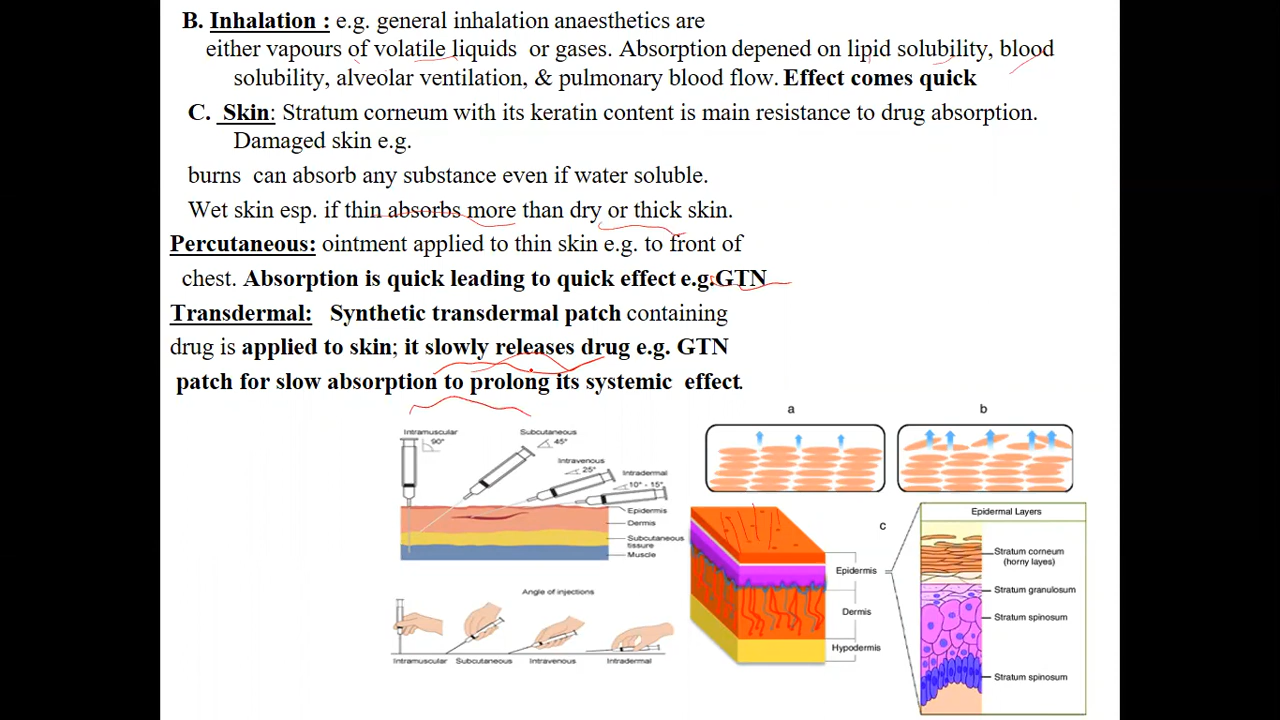 B. Inhalation : e.g. general inhalation anaesthetics are
either vapours of volatile liquids or gases. Absorption depened on lipid solubility, blood
solubility, alveolar ventilation, & pulmonary blood flow. Effect comes quick
C. Skin: Stratum corneum with its keratin content is main resistance to drug absorption.
Damaged skin e.g.
burns can absorb any substance even if water soluble.
Wet skin esp. if thin absorbs more than dry or thick skin.
Percutaneous: ointment applied to thin skin e.g. to front of
chest. Absorption is quick leading to quick effect e.g.GTN
Transdermal: Synthetic transdermal patch containing
drug is applied to skin; it slowly releases drug e.g. GTN
patch for slow absorption to prolong its systemic effect.
Intramuscular
90°
Subcutaneous
45°
Intravenous
25°
Intradermal
10° - 15°
Epidermis
Dermis
Subcutaneous
tissue
Muscle
Angle of injections
Intramuscular Subcutaneous Intravenous Intradermal
a
b
c
Epidermis
Dermis
Hypodermis
Epidermal Layers
Stratum corneum
(horny layes)
Stratum granulosum
Stratum spinosum
Stratum spinosum